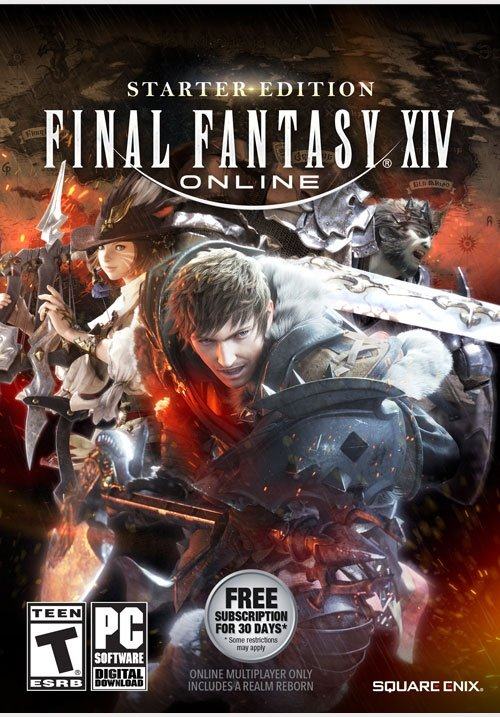 STARTER EDITION
FINAL FANTASY® XIV
ONLINE
FREE
SUBSCRIPTION
FOR 30 DAYS*
* Some restrictions
may apply
TEEN
T®
ESRB
PC
SOFTWARE
DIGITAL
DOWNLOAD
ONLINE MULTIPLAYER ONLY
INCLUDES A REALM REBORN
SQUARE ENIX®